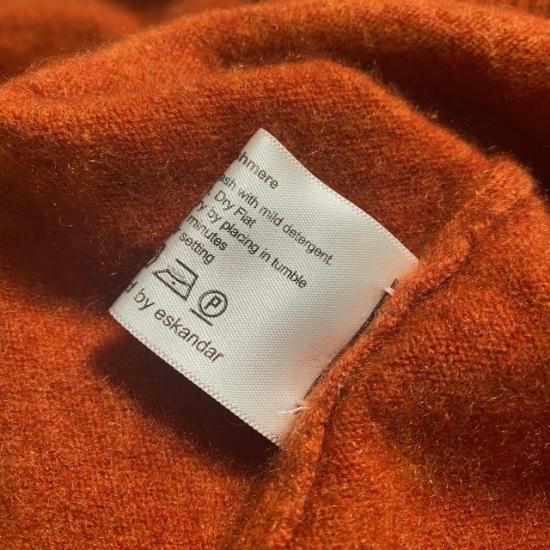 hmere
sh with mild detergent.
Dry Flat
y by placing in tumble
minutes
setting
P
d by eskandar